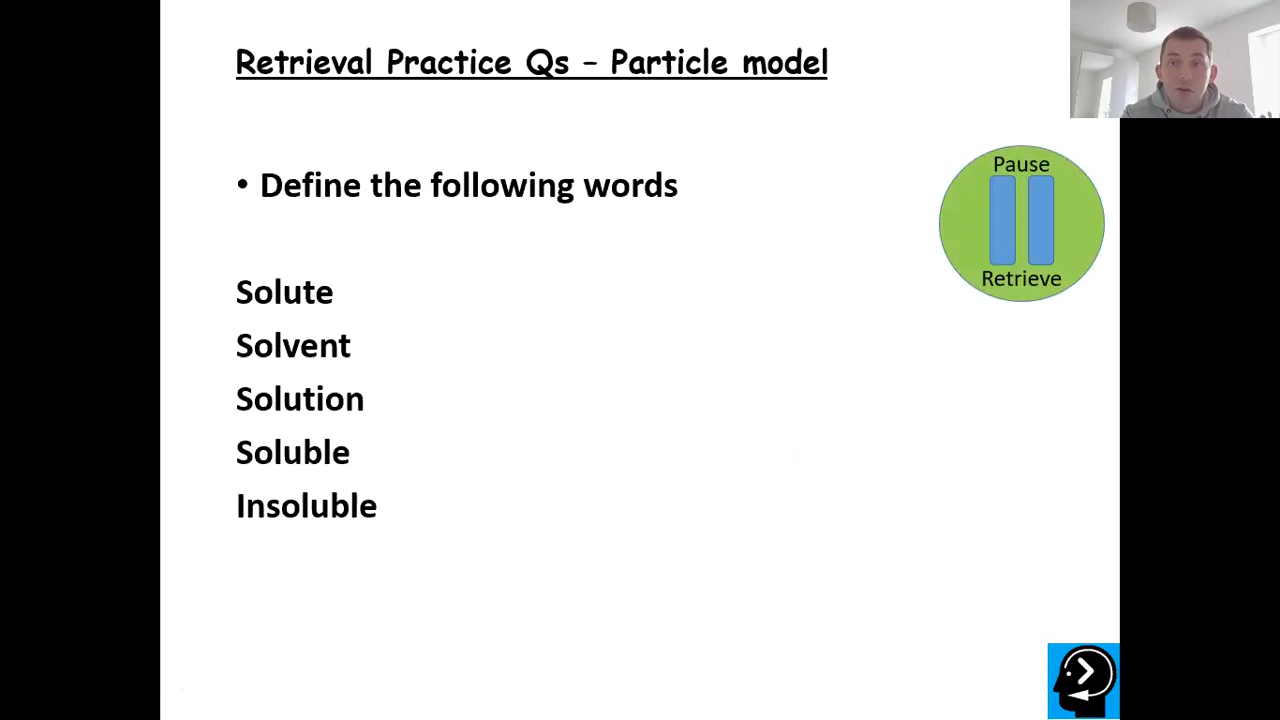 Retrieval Practice Qs – Particle model
• Define the following words
Pause
Retrieve
Solute
Solvent
Solution
Soluble
Insoluble